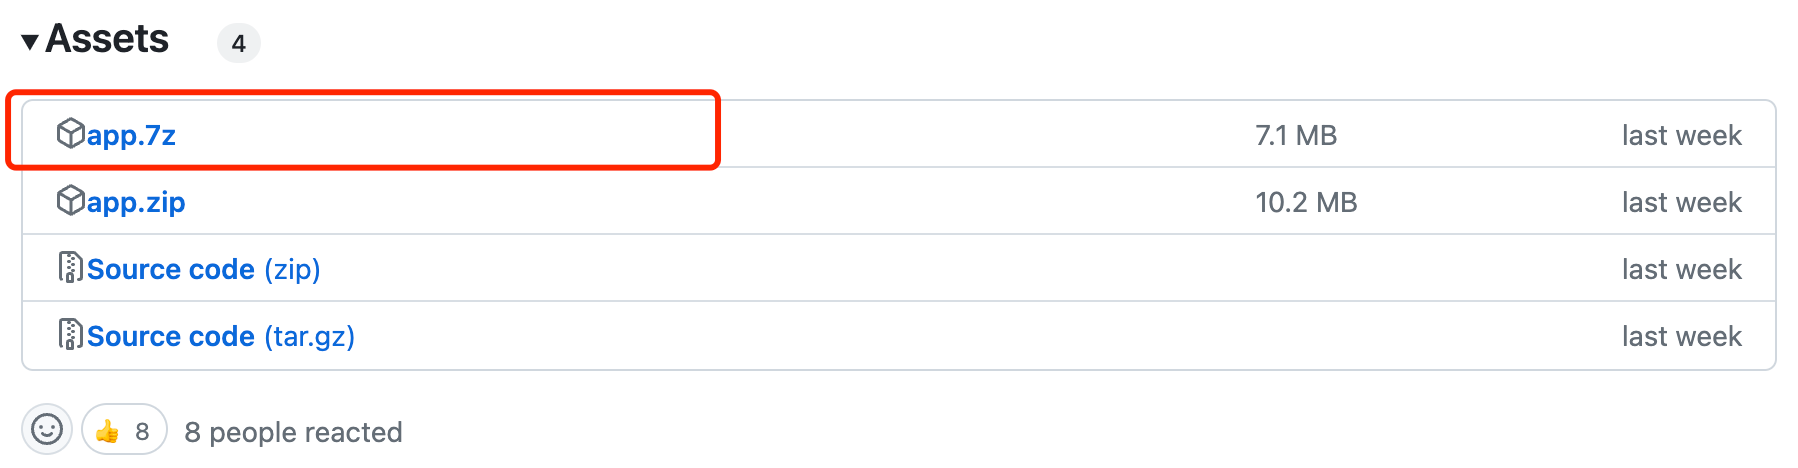 Assets 4
app.7z 7.1 MB last week
app.zip 10.2 MB last week
Source code (zip) last week
Source code (tar.gz) last week
👍 8 8 people reacted